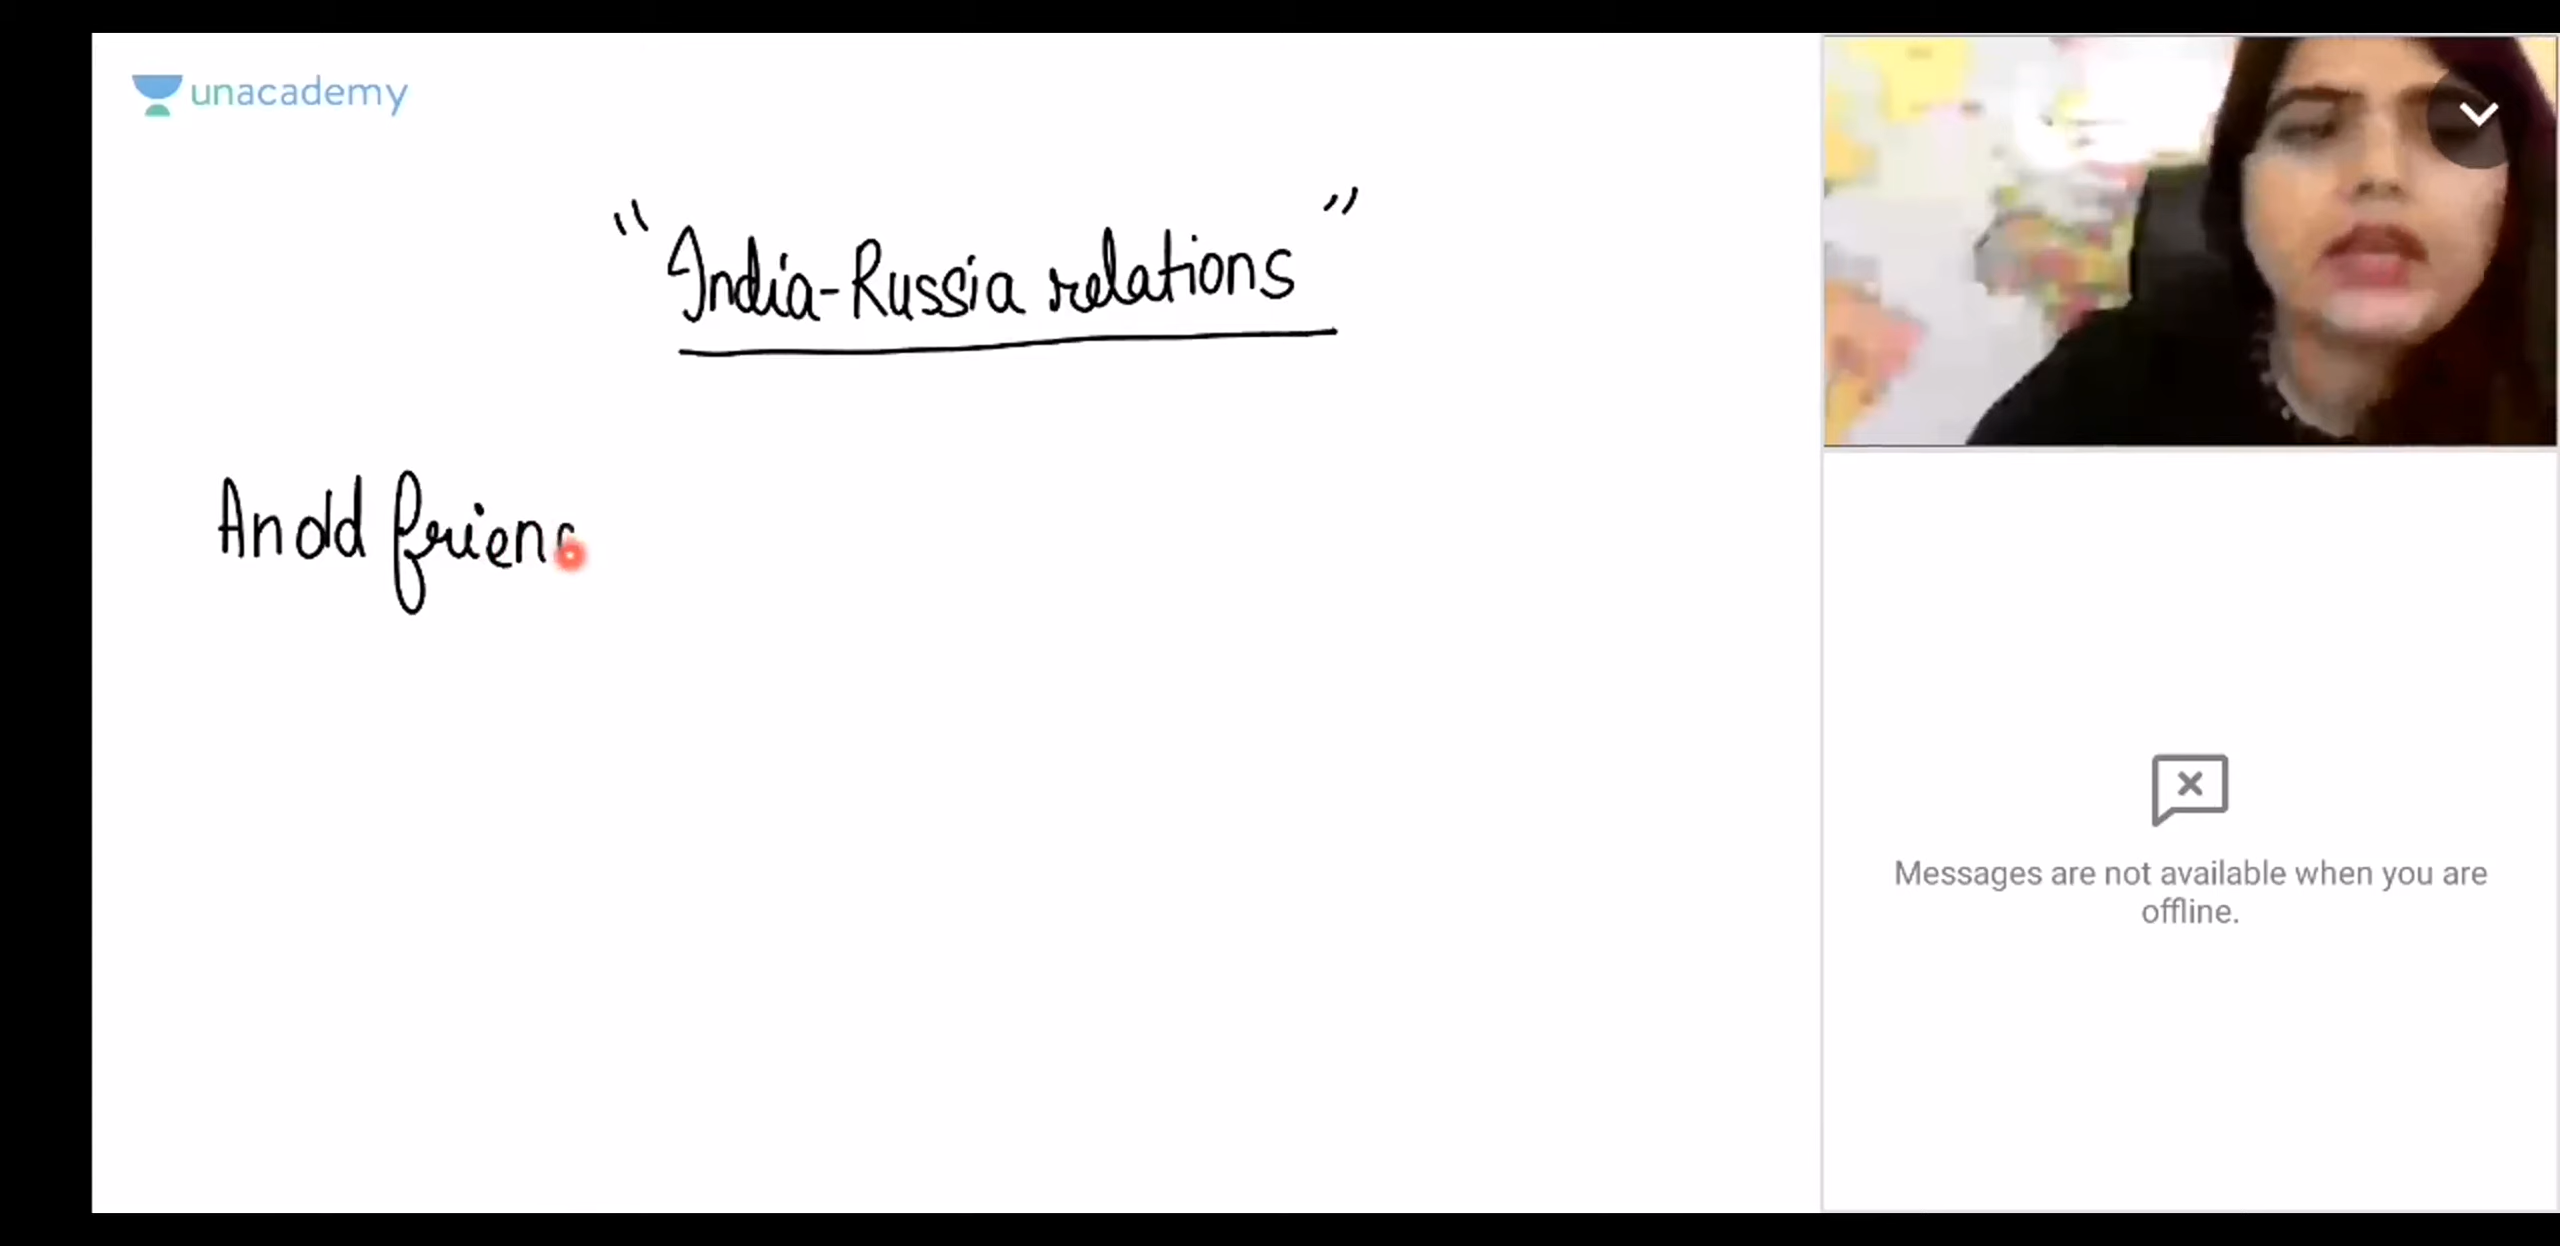 unacademy
"India-Russia relations"
An old frien
Messages are not available when you are
offline.